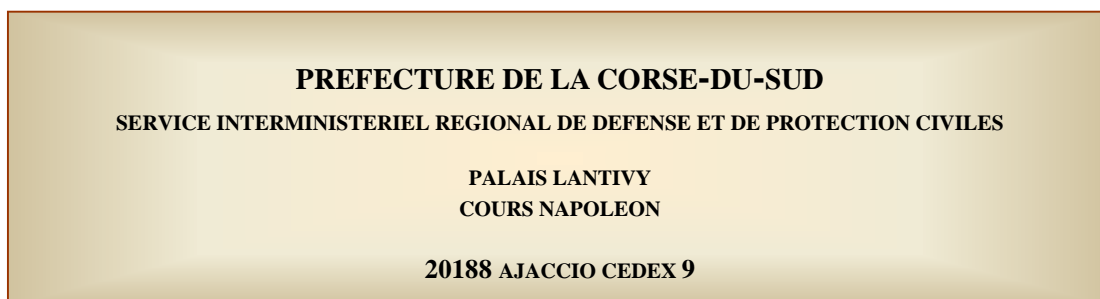 PREFECTURE DE LA CORSE-DU-SUD
SERVICE INTERMINISTERIEL REGIONAL DE DEFENSE ET DE PROTECTION CIVILES
PALAIS LANTIVY
COURS NAPOLEON
20188 AJACCIO CEDEX 9